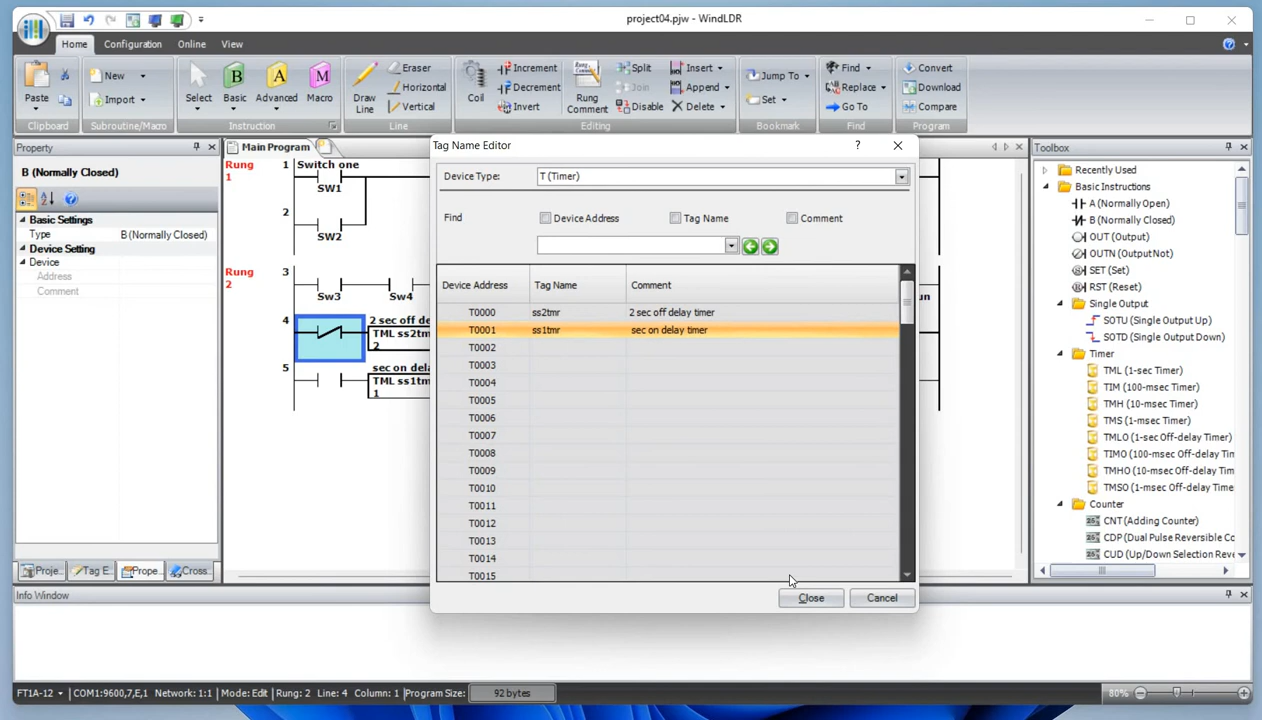 project04.pjw - WindLDR
Home Configuration Online View
Paste
Clipboard
New
Import
Subroutine/Macro
Select Basic Advanced Macro
Instruction
Draw Line
Eraser
Horizontal
Vertical
Line
Coil
Increment
Decrement
Invert
Rung Comment
Split
Join
Disable
Insert
Append
Delete
Editing
Jump To
Set
Bookmark
Find
Replace
Go To
Find
Convert
Download
Compare
Program
Property
B (Normally Closed)
Basic Settings
Type B (Normally Closed)
Device Setting
Device
Address
Comment
Proje... Tag E... Prope... Cross...
Main Program
Rung 1
1 Switch one
SW1
2
SW2
Rung 2
3
Sw3 Sw4
un
4 2 sec off de
TML ss2tm
2
5 sec on dela
TML ss1tm
1
Tag Name Editor
? ×
Device Type: T (Timer)
Find Device Address Tag Name Comment
Device Address Tag Name Comment
T0000 ss2tmr 2 sec off delay timer
T0001 ss1tmr sec on delay timer
T0002
T0003
T0004
T0005
T0006
T0007
T0008
T0009
T0010
T0011
T0012
T0013
T0014
T0015
Close Cancel
Toolbox
Recently Used
Basic Instructions
A (Normally Open)
B (Normally Closed)
OUT (Output)
OUTN (Output Not)
SET (Set)
RST (Reset)
Single Output
SOTU (Single Output Up)
SOTD (Single Output Down)
Timer
TML (1-sec Timer)
TIM (100-msec Timer)
TMH (10-msec Timer)
TMS (1-msec Timer)
TMLO (1-sec Off-delay Timer)
TIMO (100-msec Off-delay Tin
TMHO (10-msec Off-delay Time
TMSO (1-msec Off-delay Time
Counter
CNT (Adding Counter)
CDP (Dual Pulse Reversible Co
CUD (Up/Down Selection Reve
Info Window
FT1A-12 COM1:9600,7,E,1 Network: 1:1 Mode: Edit Rung: 2 Line: 4 Column: 1 Program Size: 92 bytes 80%